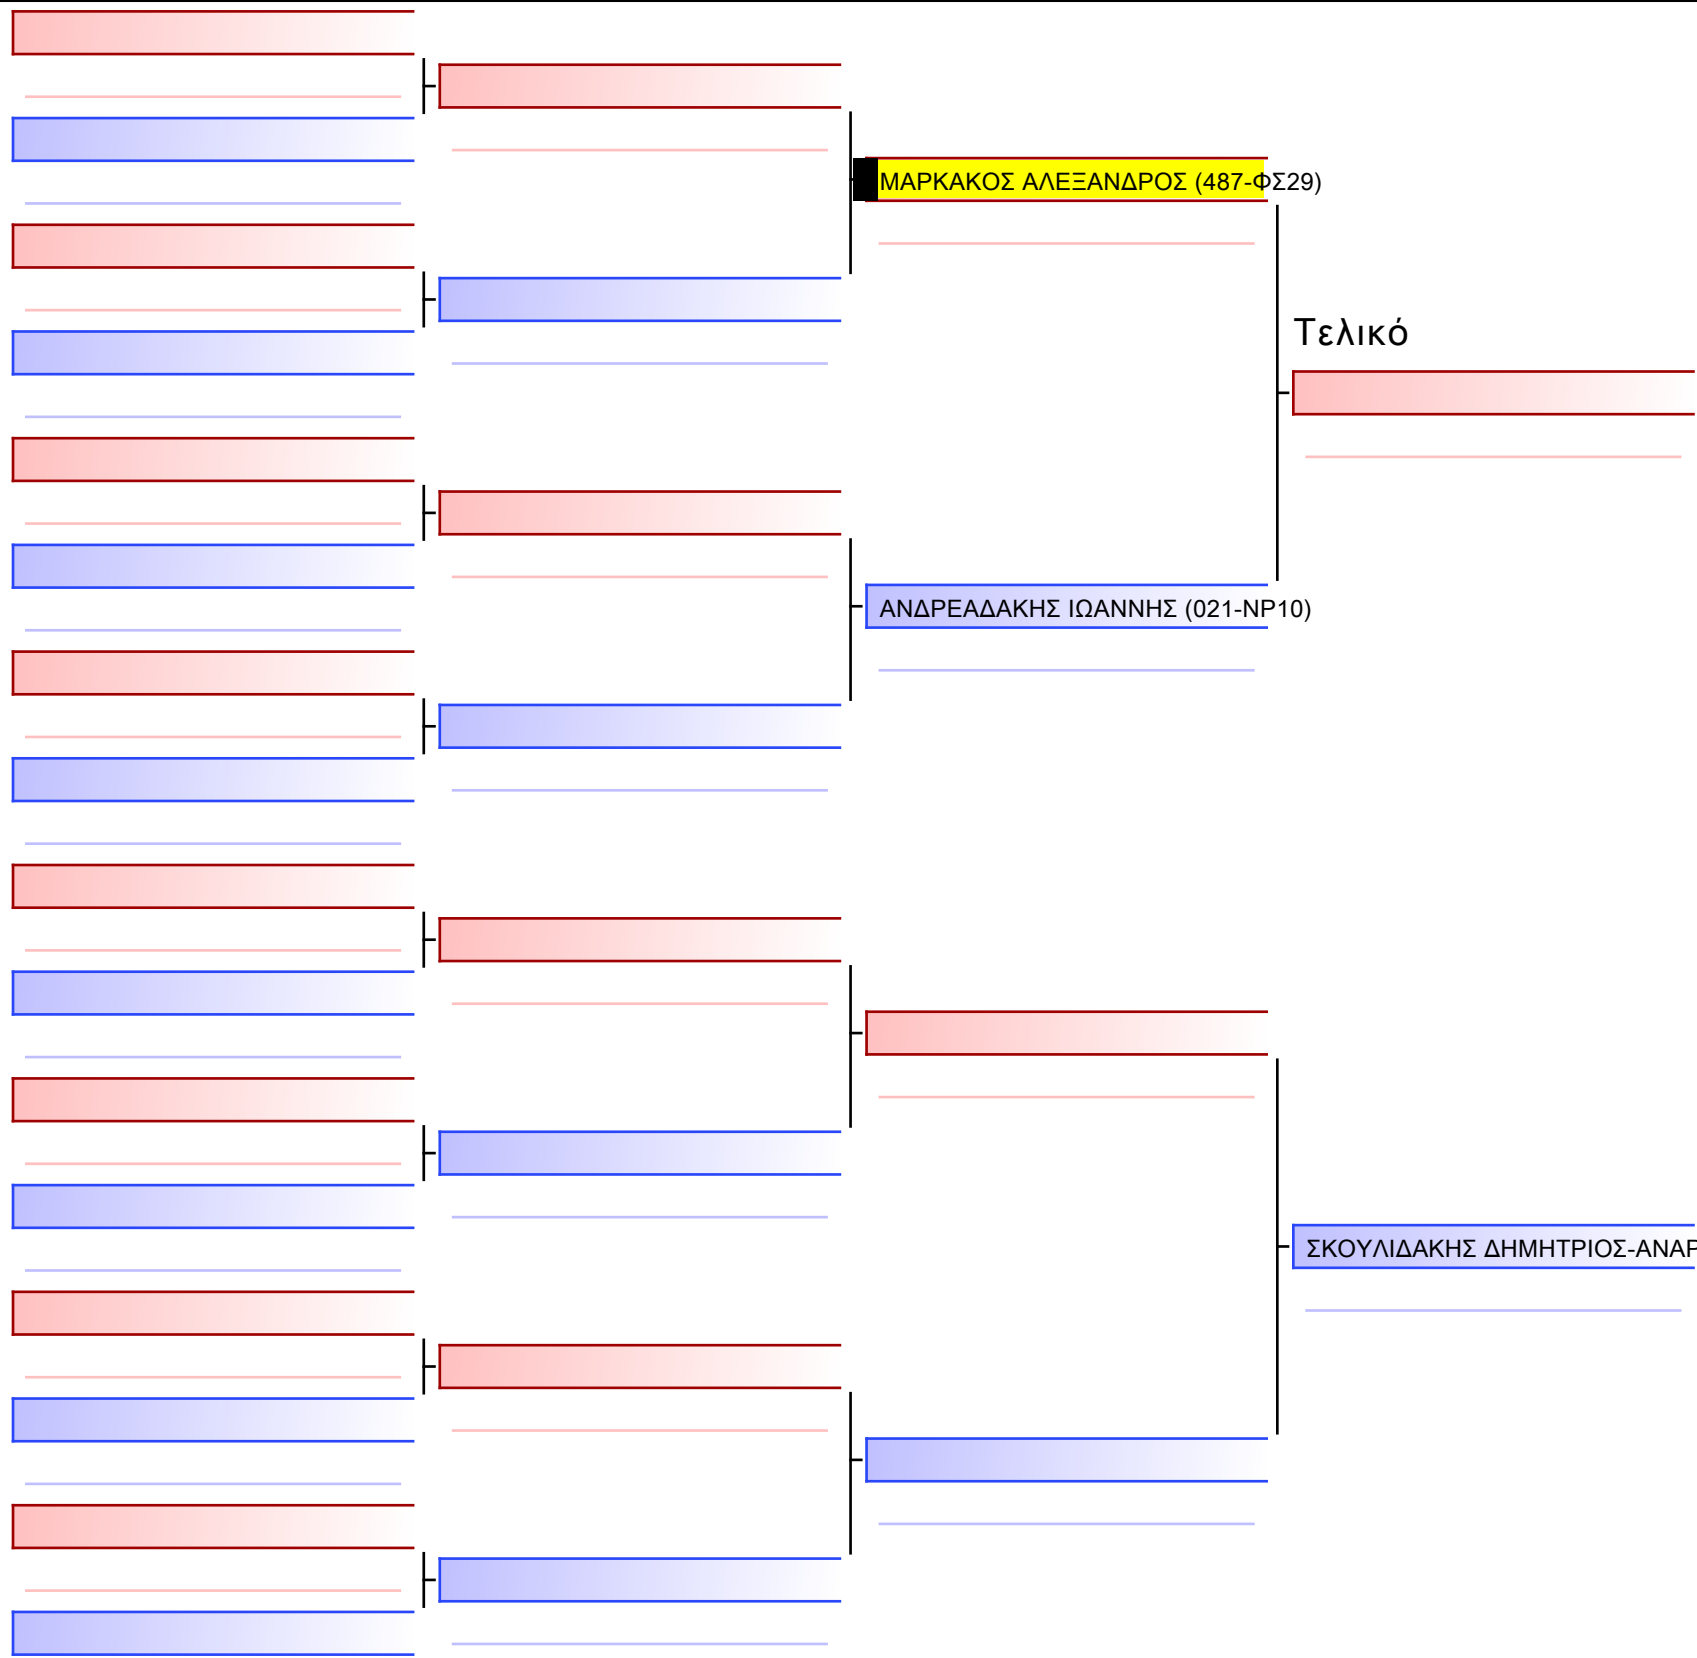 ΜΑΡΚΑΚΟΣ ΑΛΕΞΑΝΔΡΟΣ (487-ΦΣ29)
Τελικό
ΑΝΔΡΕΑΔΑΚΗΣ ΙΩΑΝΝΗΣ (021-ΝΡ10)
ΣΚΟΥΛΙΔΑΚΗΣ ΔΗΜΗΤΡΙΟΣ-ΑΝΑΡ